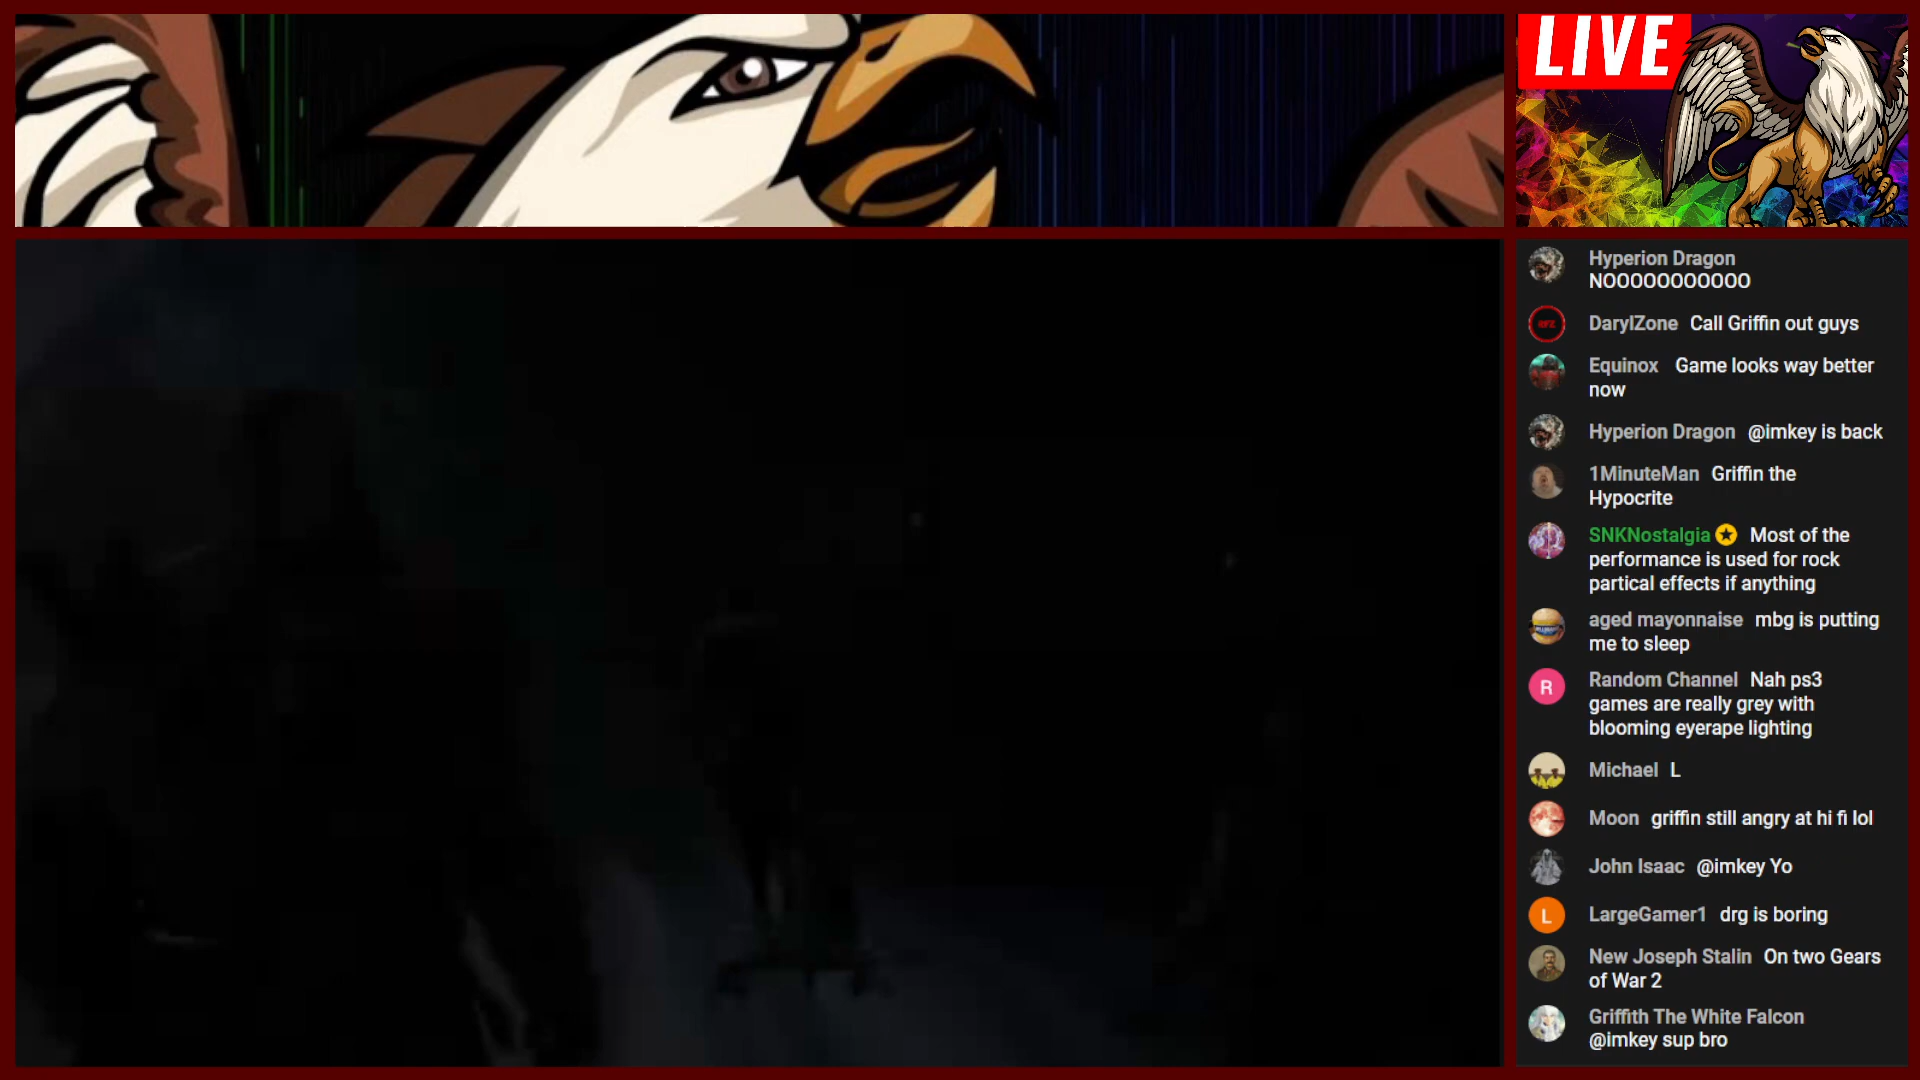 LIVE
Hyperion Dragon
NOOOOOOOOOOO
DarylZone Call Griffin out guys
Equinox Game looks way better
now
Hyperion Dragon @imkey is back
1MinuteMan Griffin the
Hypocrite
SNKNostalgia Most of the
performance is used for rock
partical effects if anything
aged mayonnaise mbg is putting
me to sleep
R
Random Channel Nah ps3
games are really grey with
blooming eyerape lighting
Michael L
Moon griffin still angry at hi fi lol
John Isaac @imkey Yo
L
LargeGamer1 drg is boring
New Joseph Stalin On two Gears
of War 2
Griffith The White Falcon
@imkey sup bro